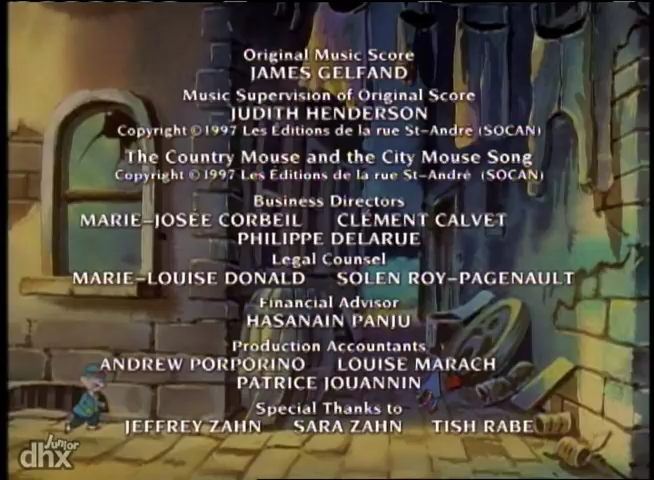 Original Music Score
JAMES GELFAND
Music Supervision of Original Score
JUDITH HENDERSON
Copyright ©1997 Les Editions de la rue St-Andre (SOCAN)
The Country Mouse and the City Mouse Song
Copyright ©1997 Les Editions de la rue St-André (SOCAN)
Business Directors
MARIE-JOSÉE CORBEIL CLÉMENT CALVET
PHILIPPE DELARUE
Legal Counsel
MARIE-LOUISE DONALD SOLEN ROY-PAGENAULT
Financial Advisor
HASANAIN PANJU
Production Accountants
ANDREW PORPORINO LOUISE MARACH
PATRICE JOUANNIN
Special Thanks to
JEFFREY ZAHN SARA ZAHN TISH RABE
Junior
dhx